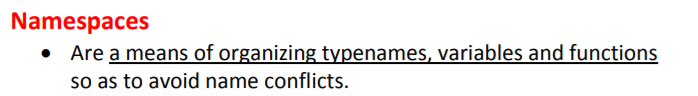 Namespaces
• Are a means of organizing typenames, variables and functions
so as to avoid name conflicts.